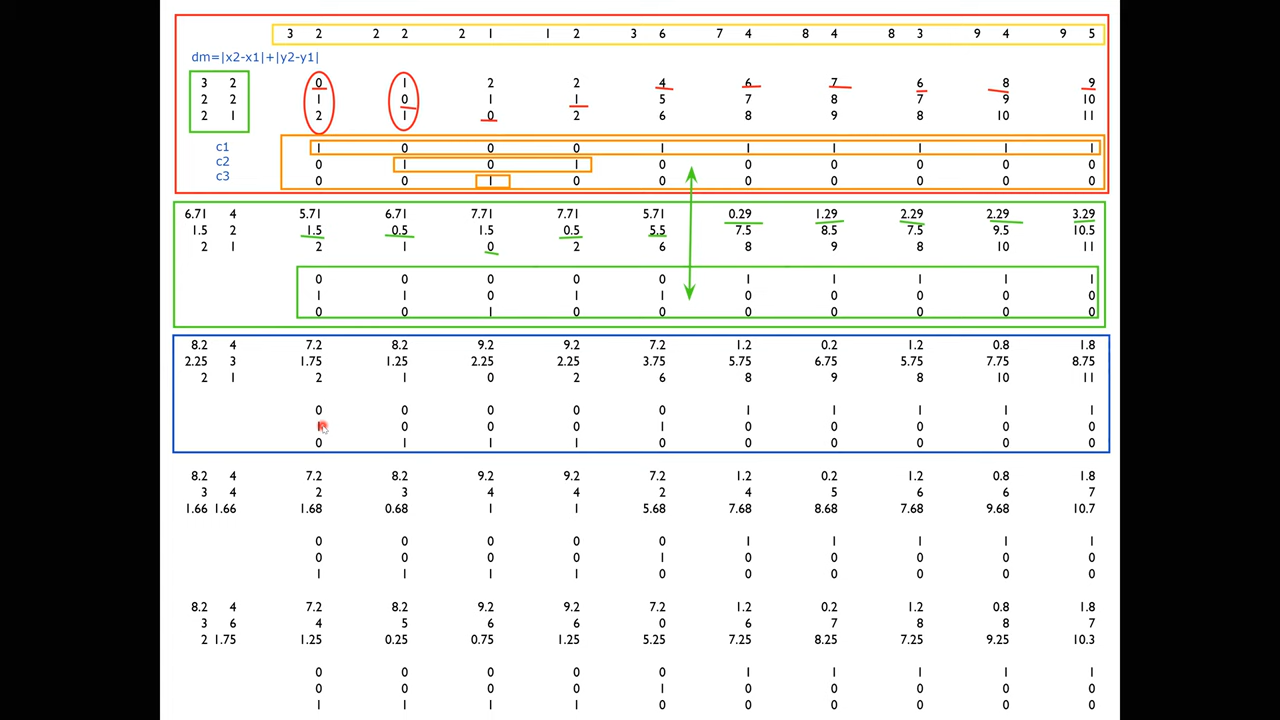 3 2 2 2 2 1 1 2 3 6 7 4 8 4 8 3 9 4 9 5
dm=|x2-x1|+|y2-y1|
3 2 0 1 2 2 4 6 7 6 8 9
2 2 1 0 1 1 5 7 8 7 9 10
2 1 2 1 0 2 6 8 9 8 10 11
c1 1 0 0 0 1 1 1 1 1 1
c2 0 1 0 1 0 0 0 0 0 0
c3 0 0 1 0 0 0 0 0 0 0
6.71 4 5.71 6.71 7.71 7.71 5.71 0.29 1.29 2.29 2.29 3.29
1.5 2 1.5 0.5 1.5 0.5 5.5 7.5 8.5 7.5 9.5 10.5
2 1 2 1 0 2 6 8 9 8 10 11
0 0 0 0 0 1 1 1 1 1
1 1 0 1 1 0 0 0 0 0
0 0 1 0 0 0 0 0 0 0
8.2 4 7.2 8.2 9.2 9.2 7.2 1.2 0.2 1.2 0.8 1.8
2.25 3 1.75 1.25 2.25 2.25 3.75 5.75 6.75 5.75 7.75 8.75
2 1 2 1 0 2 6 8 9 8 10 11
0 0 0 0 0 1 1 1 1 1
1 0 0 0 1 0 0 0 0 0
0 1 1 1 0 0 0 0 0 0
8.2 4 7.2 8.2 9.2 9.2 7.2 1.2 0.2 1.2 0.8 1.8
3 4 2 3 4 4 2 4 5 6 6 7
1.66 1.66 1.68 0.68 1 1 5.68 7.68 8.68 7.68 9.68 10.7
0 0 0 0 0 1 1 1 1 1
0 0 0 0 1 0 0 0 0 0
1 1 1 1 0 0 0 0 0 0
8.2 4 7.2 8.2 9.2 9.2 7.2 1.2 0.2 1.2 0.8 1.8
3 6 4 5 6 6 0 6 7 8 8 7
2 1.75 1.25 0.25 0.75 1.25 5.25 7.25 8.25 7.25 9.25 10.3
0 0 0 0 0 1 1 1 1 1
0 0 0 0 1 0 0 0 0 0
1 1 1 1 0 0 0 0 0 0